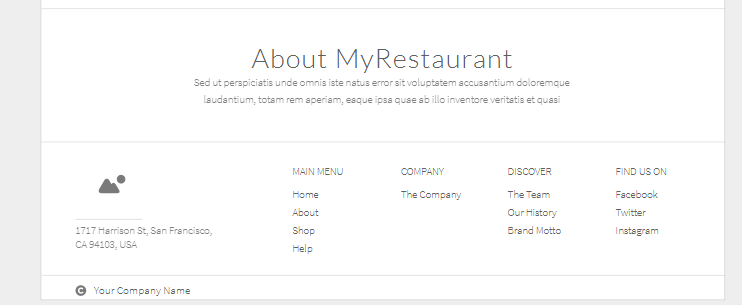 About MyRestaurant
Sed ut perspiciatis unde omnis iste natus error sit voluptatem accusantium doloremque
laudantium, totam rem aperiam, eaque ipsa quae ab illo inventore veritatis et quasi
1717 Harrison St, San Francisco,
CA 94103, USA
MAIN MENU
Home
About
Shop
Help
COMPANY
The Company
DISCOVER
The Team
Our History
Brand Motto
FIND US ON
Facebook
Twitter
Instagram
© Your Company Name